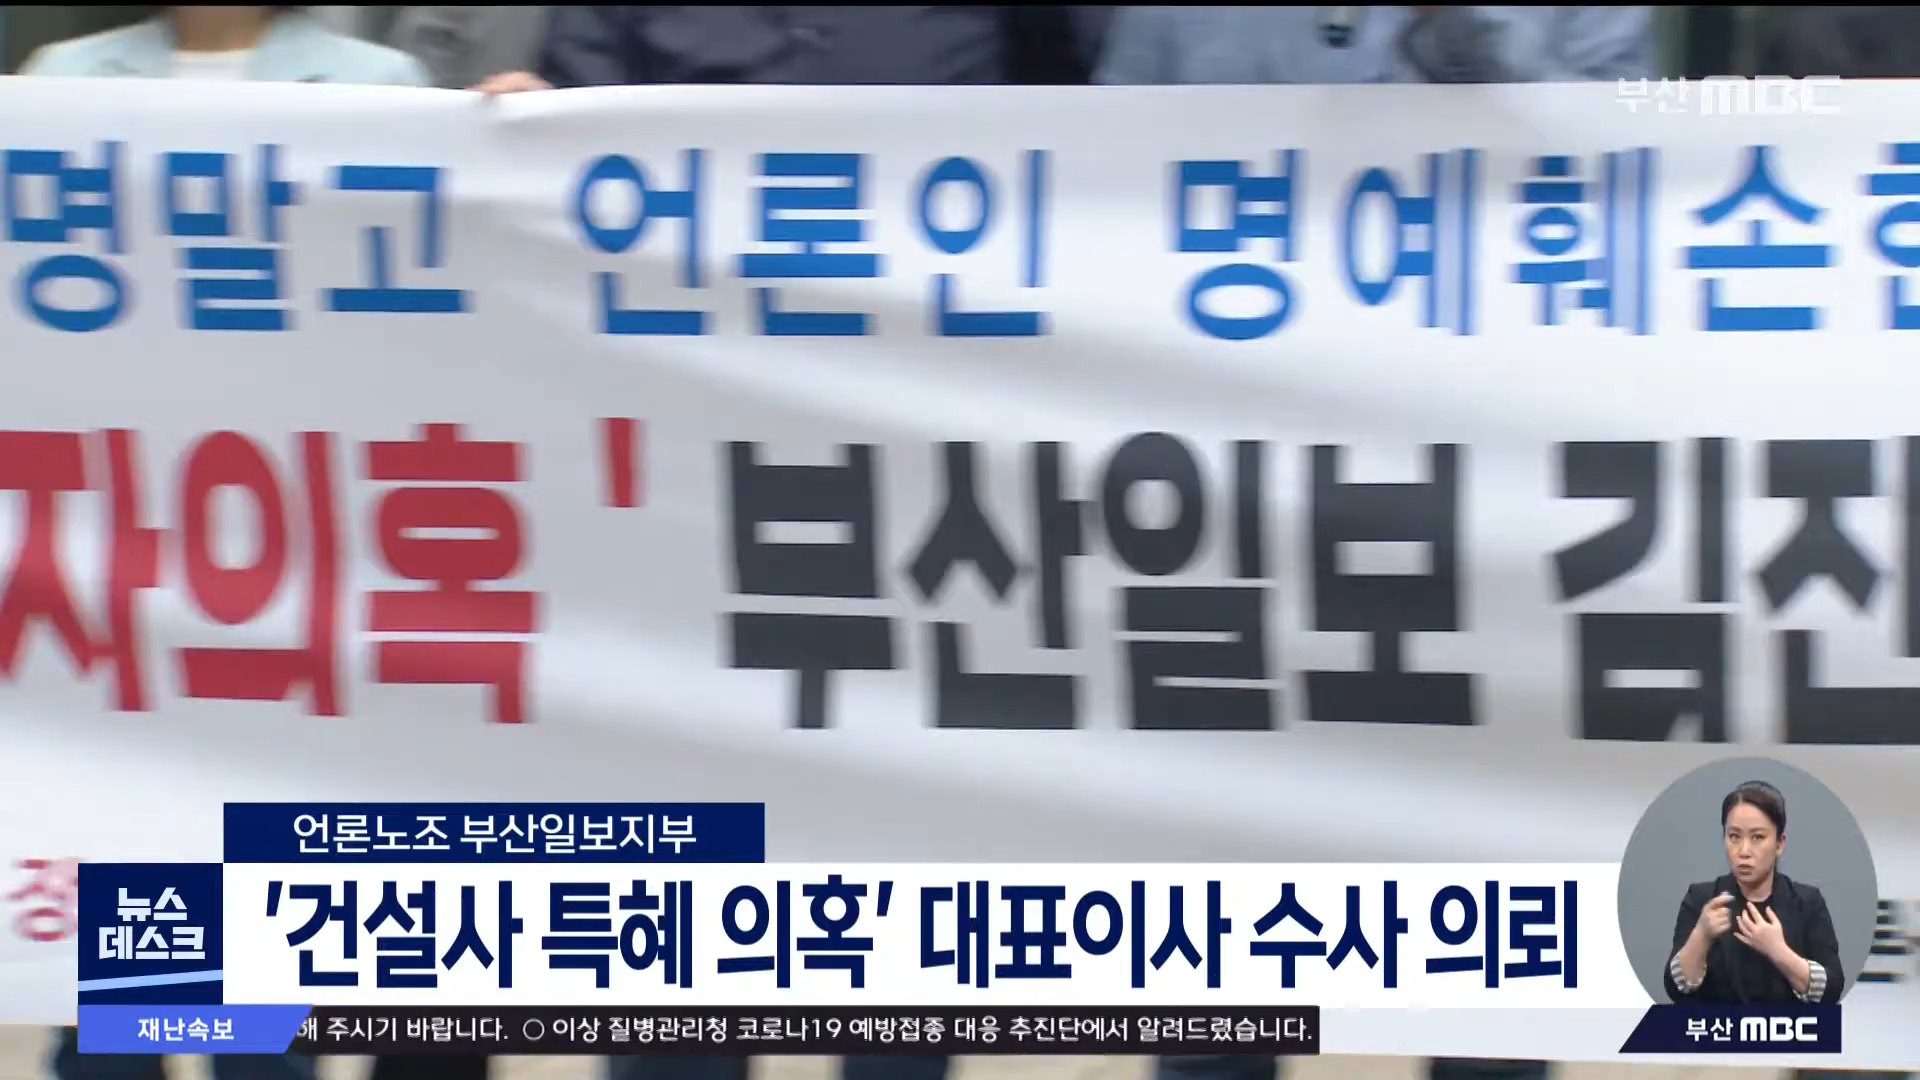 부산 MBC
명말고 언론인 명예훼손한
자의혹' 부산일보 김진
언론노조 부산일보지부
뉴스
데스크
'건설사 특혜 의혹' 대표이사 수사 의뢰
재난속보
해 주시기 바랍니다. ○ 이상 질병관리청 코로나19 예방접종 대응 추진단에서 알려드렸습니다.
부산 MBC